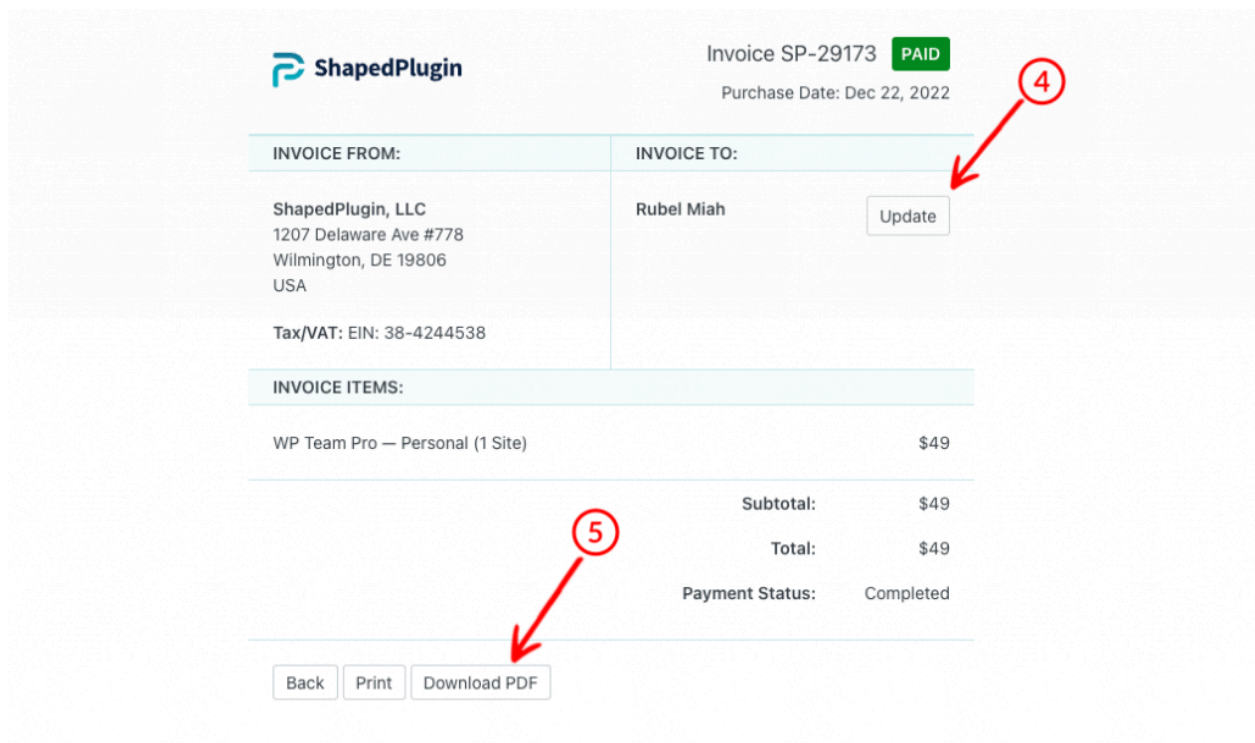 ShapedPlugin
Invoice SP-29173 PAID
Purchase Date: Dec 22, 2022
4
INVOICE FROM:
INVOICE TO:
ShapedPlugin, LLC
1207 Delaware Ave #778
Wilmington, DE 19806
USA
Tax/VAT: EIN: 38-4244538
Rubel Miah
Update
INVOICE ITEMS:
WP Team Pro — Personal (1 Site) $49
Subtotal: $49
5
Total: $49
Payment Status: Completed
Back Print Download PDF